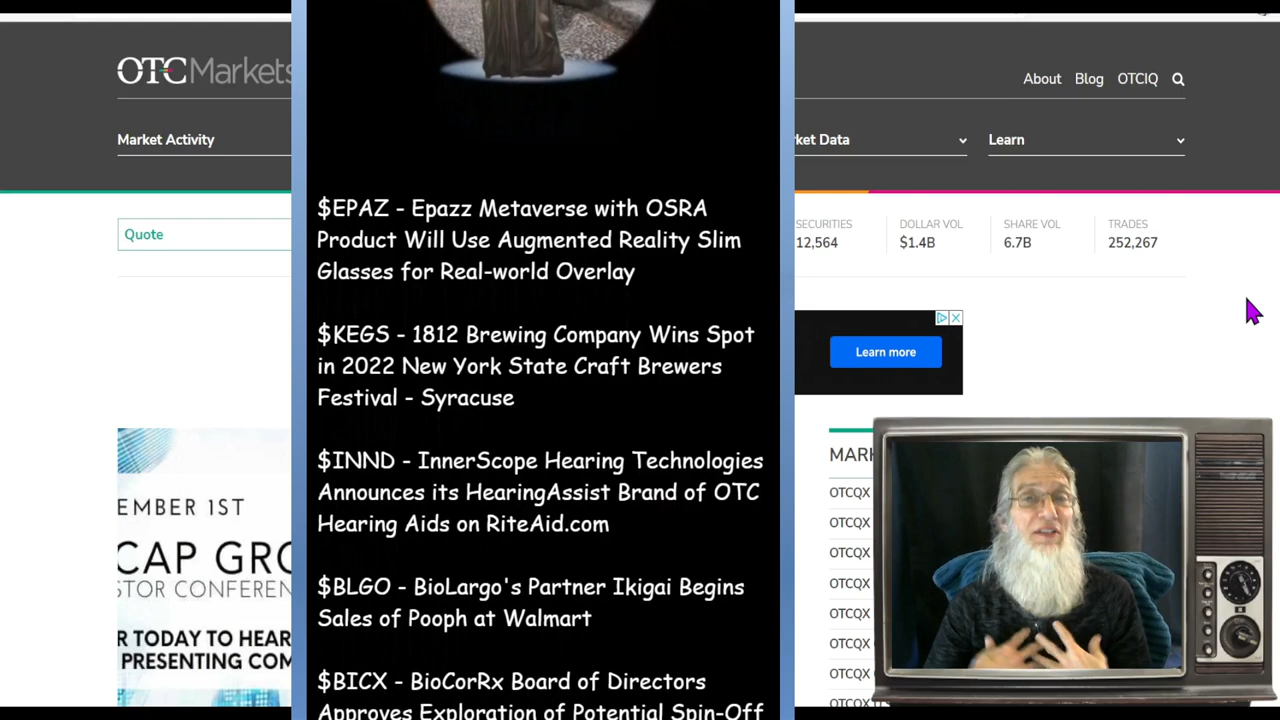 OTCMarkets
About Blog OTCIQ
Market Activity
ket Data
Learn
Quote
SECURITIES
12,564
DOLLAR VOL
$1.4B
SHARE VOL
6.7B
TRADES
252,267
$EPAZ - Epazz Metaverse with OSRA
Product Will Use Augmented Reality Slim
Glasses for Real-world Overlay
$KEGS - 1812 Brewing Company Wins Spot
in 2022 New York State Craft Brewers
Festival - Syracuse
$INND - InnerScope Hearing Technologies
Announces its HearingAssist Brand of OTC
Hearing Aids on RiteAid.com
$BLGO - BioLargo's Partner Ikigai Begins
Sales of Pooph at Walmart
$BICX - BioCorRx Board of Directors
Approves Exploration of Potential Spin-Off
Learn more
EMBER 1ST
CAP GRO
STOR CONFEREN
R TODAY TO HEAR
PRESENTING COM
MARK
OTCQX
OTCQX
OTCQX
OTCQX
OTCQX
OTCQX
OTCQX